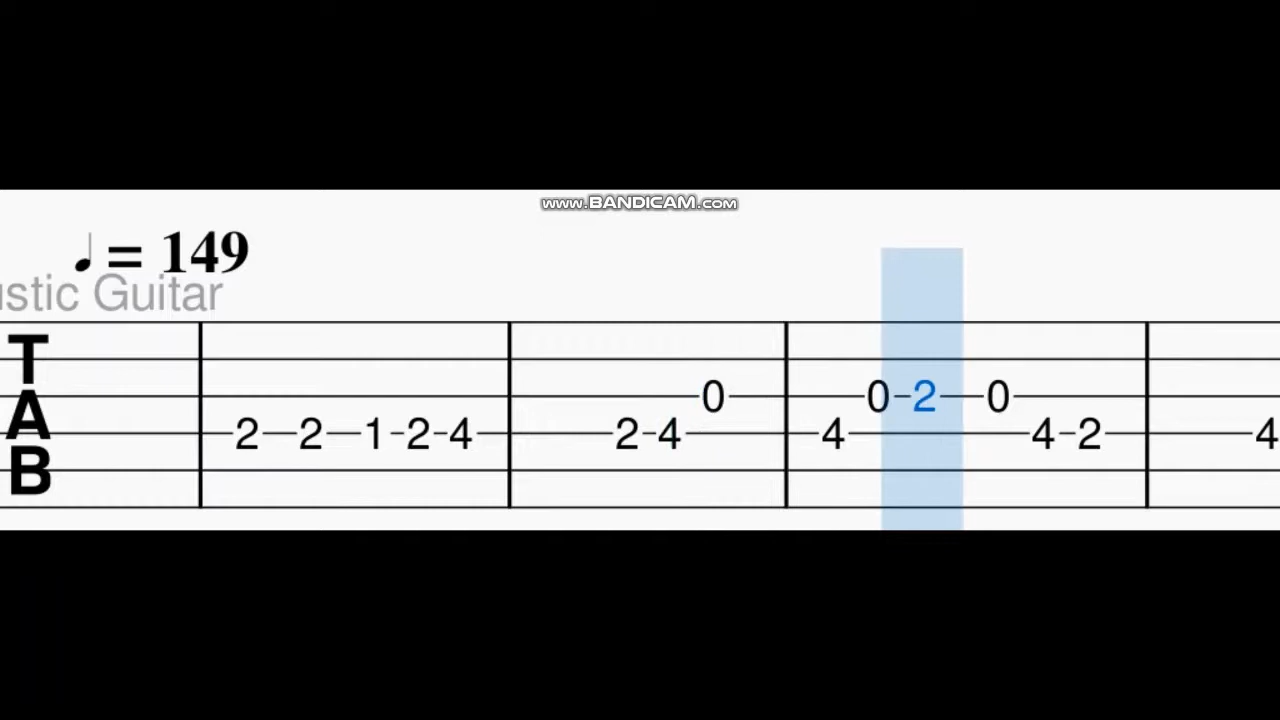 www.BANDICAM.com
♩ = 149
ustic Guitar
T
A
B
0 0 2 0
2 2 1 2 4 2 4 4 4 2 4